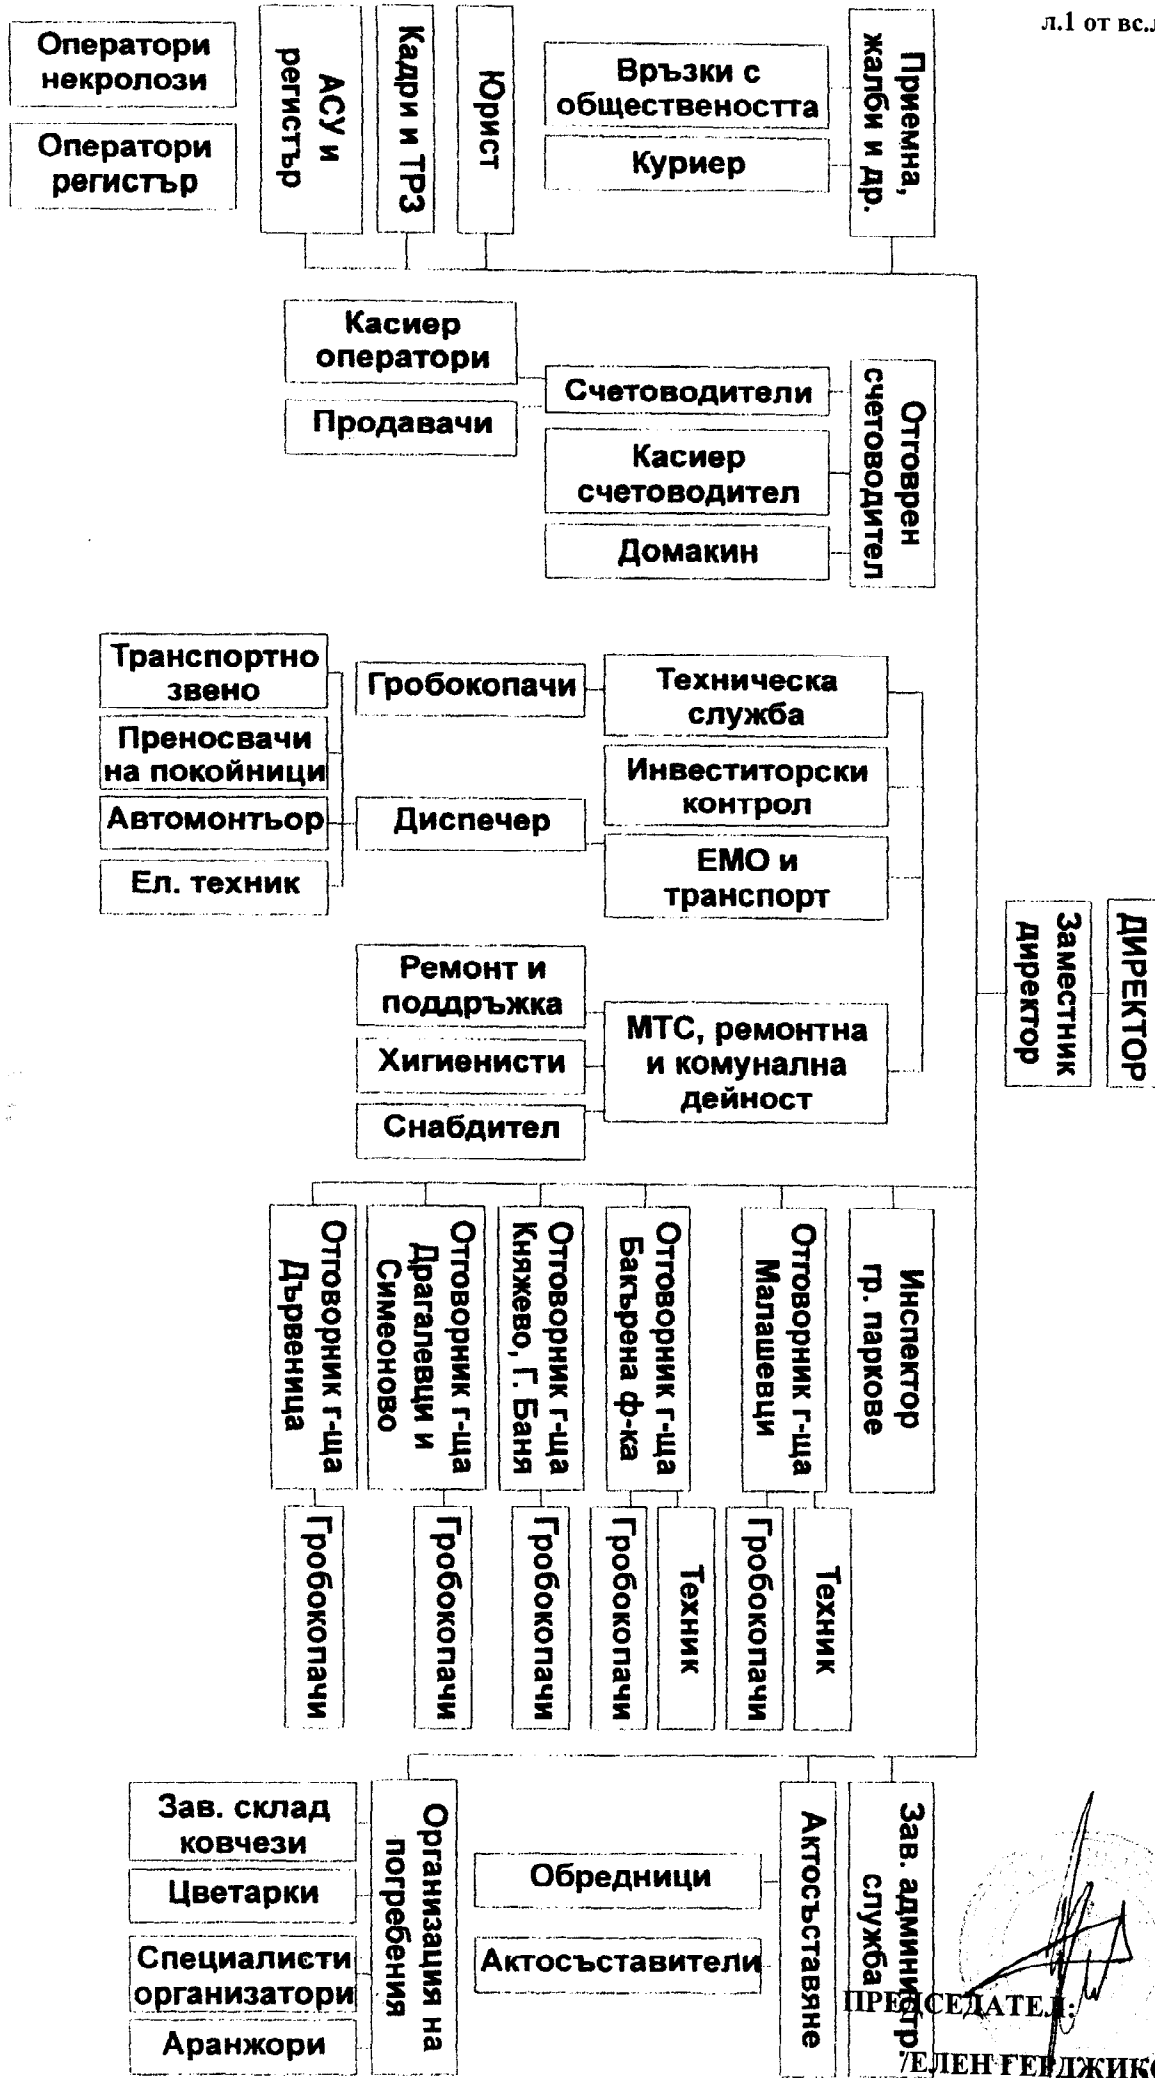 л.1 от вс.л
ДИРЕКТОР
Заместник
директор
Приемна,
жалби и др.
Връзки с
обществеността
Куриер
Юрист
Кадри и ТРЗ
АСУ и
регистър
Оператори
некролози
Оператори
регистър
Отговрен
счетоводител
Счетоводители
Касиер
оператори
Продавачи
Касиер
счетоводител
Домакин
Техническа
служба
Гробокопачи
Инвеститорски
контрол
ЕМО и
транспорт
Диспечер
Транспортно
звено
Преносвачи
на покойници
Автомонтьор
Ел. техник
МТС, ремонтна
и комунална
дейност
Ремонт и
поддръжка
Хигиенисти
Снабдител
Инспектор
гр. паркове
Отговорник г-ща
Малашевци
Техник
Гробокопачи
Отговорник г-ща
Бакърена ф-ка
Техник
Гробокопачи
Отговорник г-ща
Княжево, Г. Баня
Гробокопачи
Отговорник г-ща
Драгалевци и
Симеоново
Гробокопачи
Отговорник г-ща
Дървеница
Гробокопачи
Зав. администр.
служба
Актосъставяне
Обредници
Актосъставители
Организация на
погребения
Зав. склад
ковчези
Цветарки
Специалисти
организатори
Аранжори
ПРЕДСЕДАТЕЛ:
/ЕЛЕН ГЕРДЖИКО